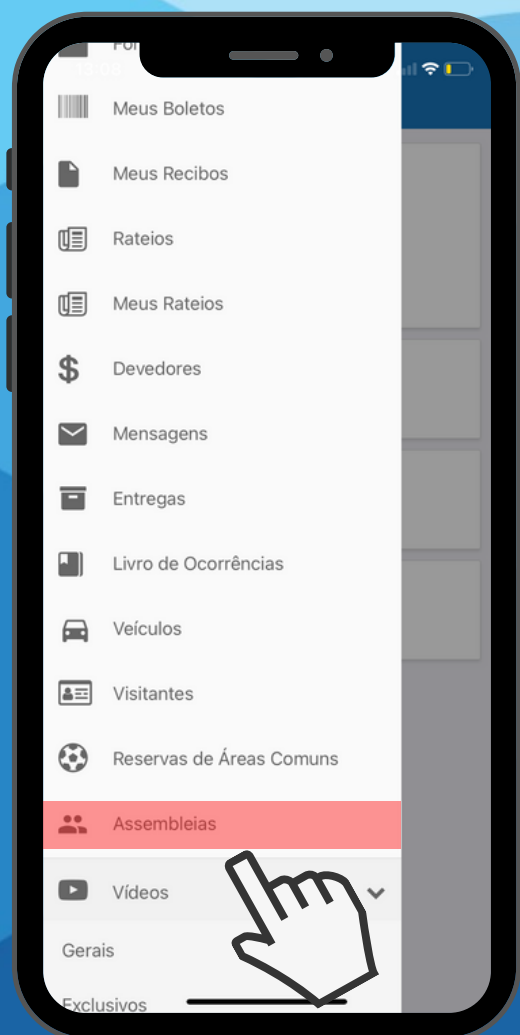 Meus Boletos
Meus Recibos
Rateios
Meus Rateios
Devedores
Mensagens
Entregas
Livro de Ocorrências
Veículos
Visitantes
Reservas de Áreas Comuns
Assembleias
Vídeos
Gerais
Exclusivos